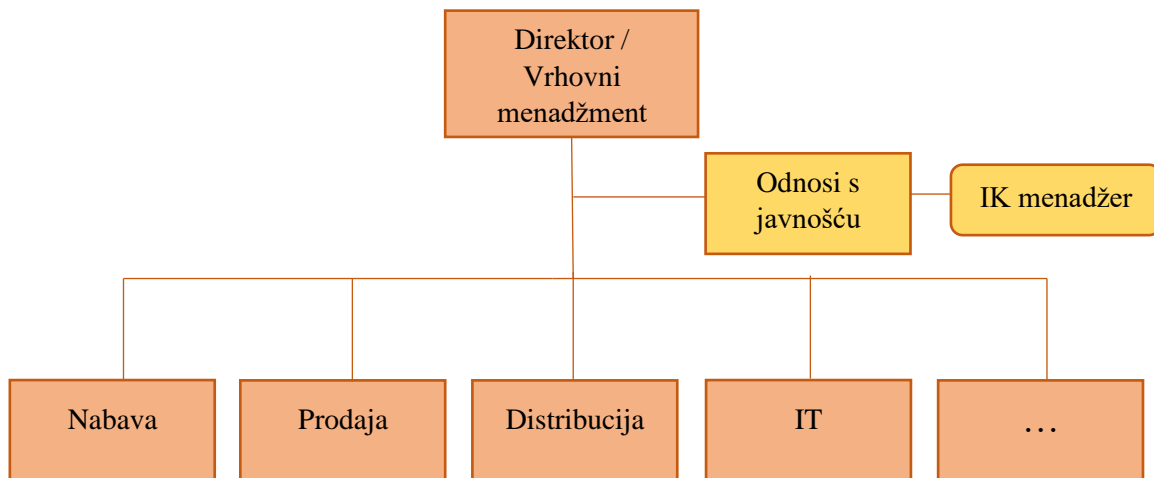 Direktor /
Vrhovni
menadžment
Odnosi s
javnošću
IK menadžer
Nabava
Prodaja
Distribucija
IT
…